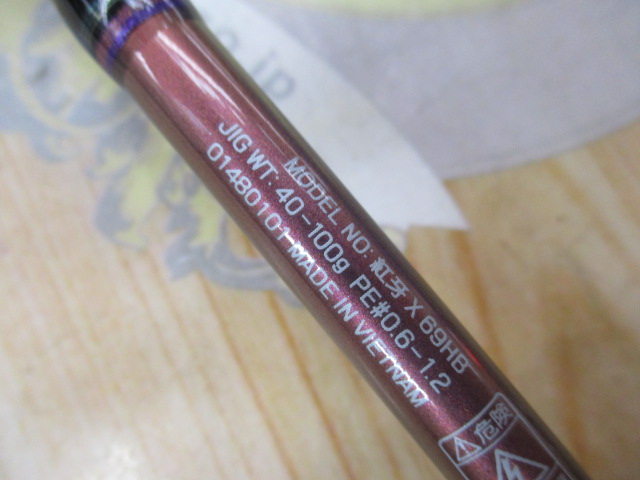 MODEL NO: 紅牙 X 69HB
JIG WT: 40-100g PE#0.6-1.2
01480101 MADE IN VIETNAM
危険
.jp